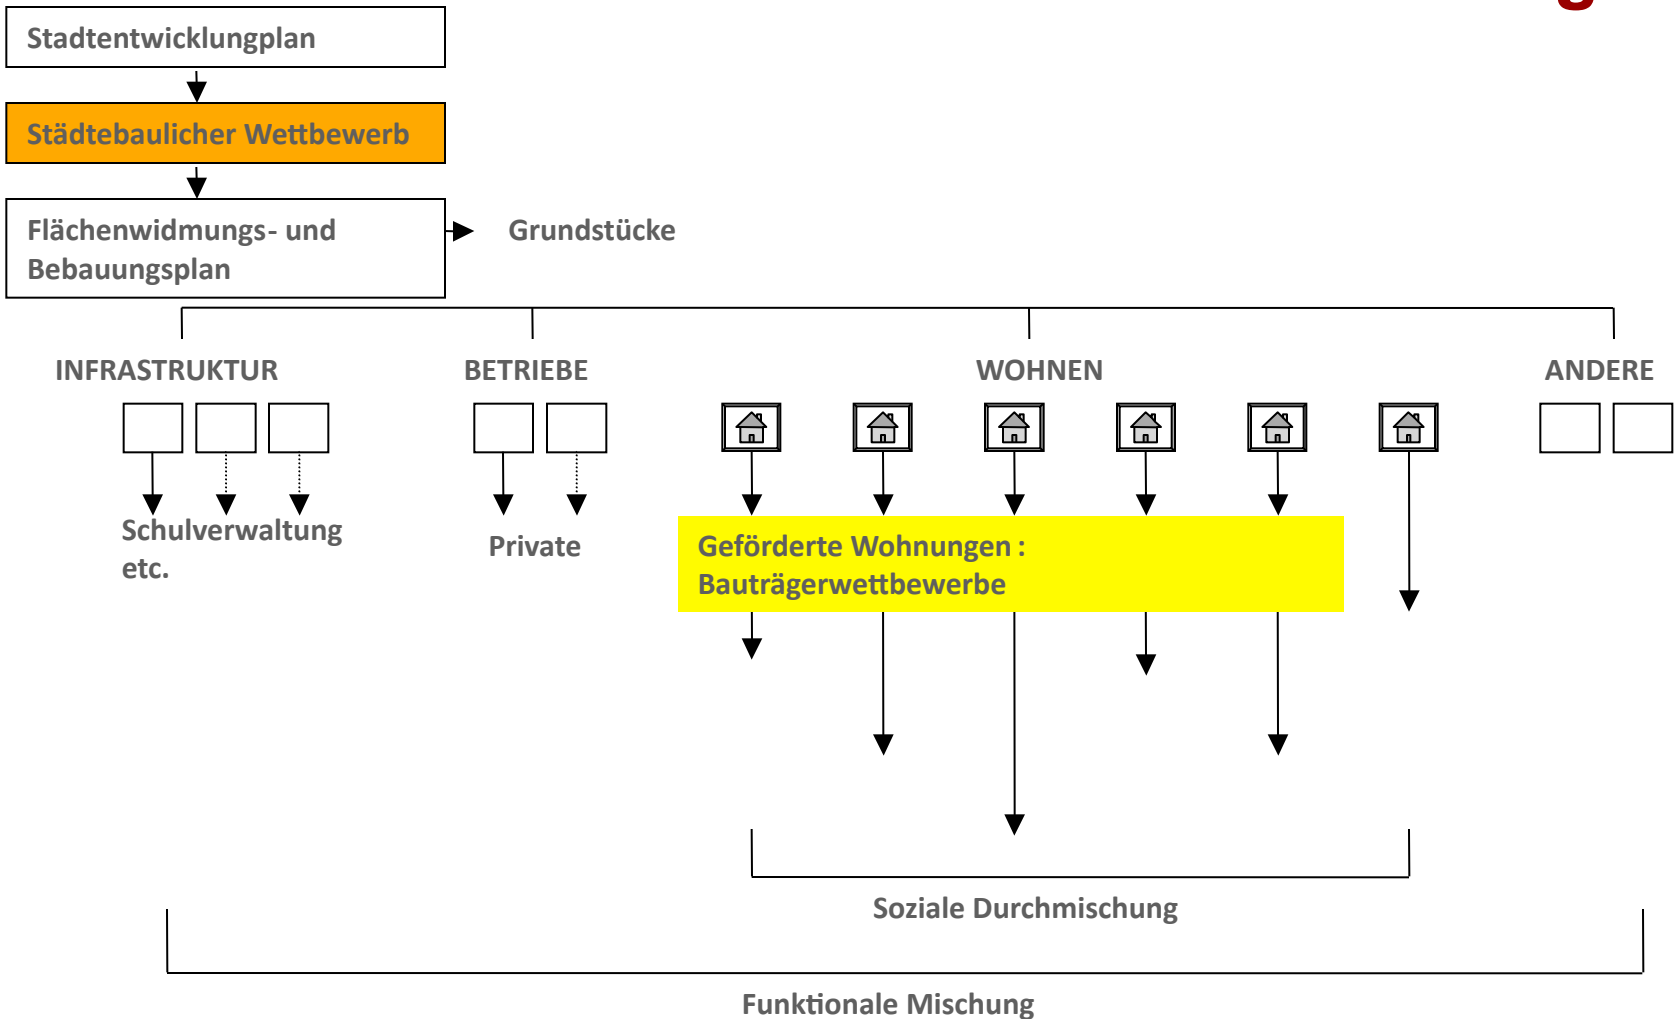 g
Stadtentwicklungplan
Städtebaulicher Wettbewerb
Flächenwidmungs- und
Bebauungsplan
Grundstücke
INFRASTRUKTUR
BETRIEBE
WOHNEN
ANDERE
Schulverwaltung
etc.
Private
Geförderte Wohnungen :
Bauträgerwettbewerbe
Soziale Durchmischung
Funktionale Mischung